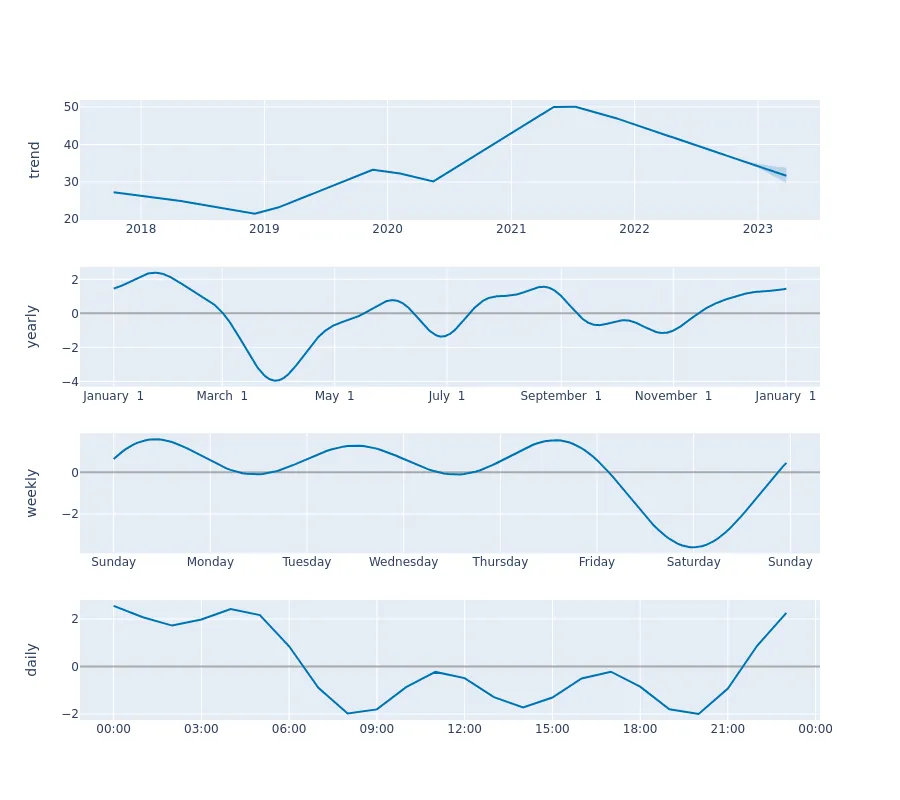 trend
50
40
30
20
2018 2019 2020 2021 2022 2023
yearly
2
0
−2
−4
January 1 March 1 May 1 July 1 September 1 November 1 January 1
weekly
0
−2
Sunday Monday Tuesday Wednesday Thursday Friday Saturday Sunday
daily
2
0
−2
00:00 03:00 06:00 09:00 12:00 15:00 18:00 21:00 00:00